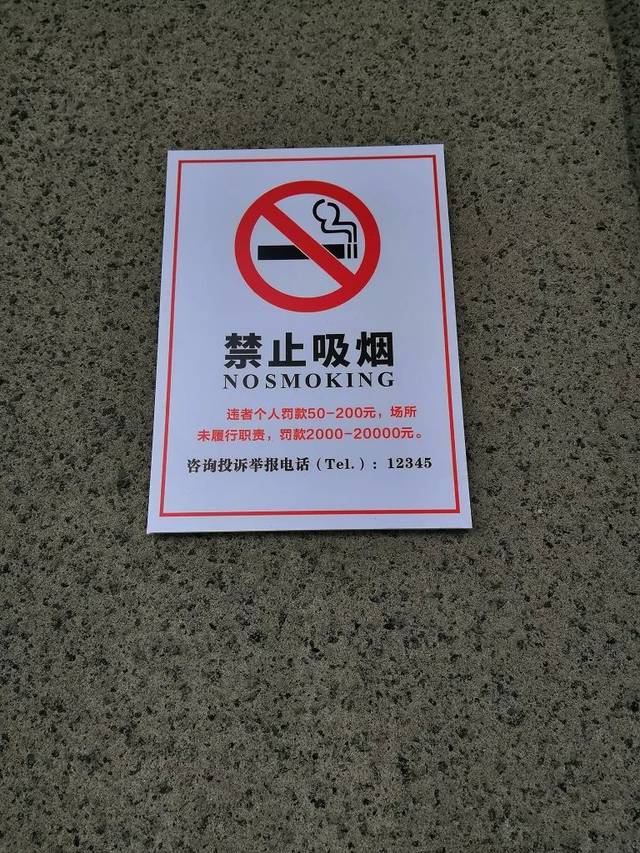 禁止吸烟
NO SMOKING
违者个人罚款50-200元，场所
未履行职责，罚款2000-20000元。
咨询投诉举报电话（Tel.）: 12345